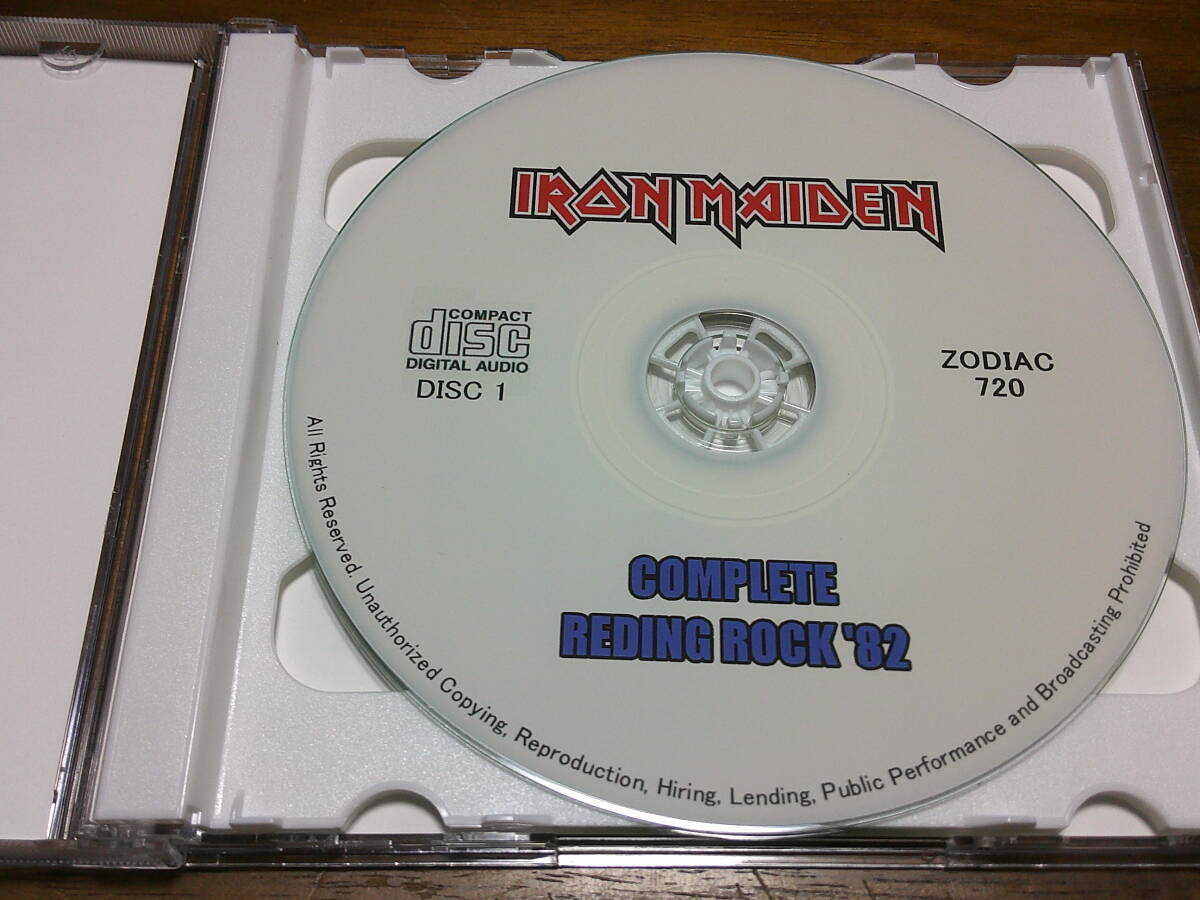 IRON MAIDEN
COMPACT
disc
DIGITAL AUDIO
DISC 1
ZODIAC
720
COMPLETE
REDING ROCK '82
All Rights Reserved. Unauthorized Copying, Reproduction, Hiring, Lending, Public Performance and Broadcasting Prohibited